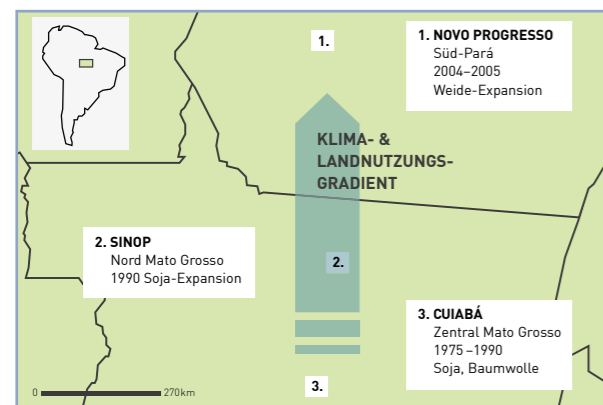 1.
1. NOVO PROGRESSO
Süd-Pará
2004–2005
Weide-Expansion
KLIMA- &
LANDNUTZUNGS-
GRADIENT
2. SINOP
Nord Mato Grosso
1990 Soja-Expansion
2.
3. CUIABÁ
Zentral Mato Grosso
1975–1990
Soja, Baumwolle
3.
0 270km